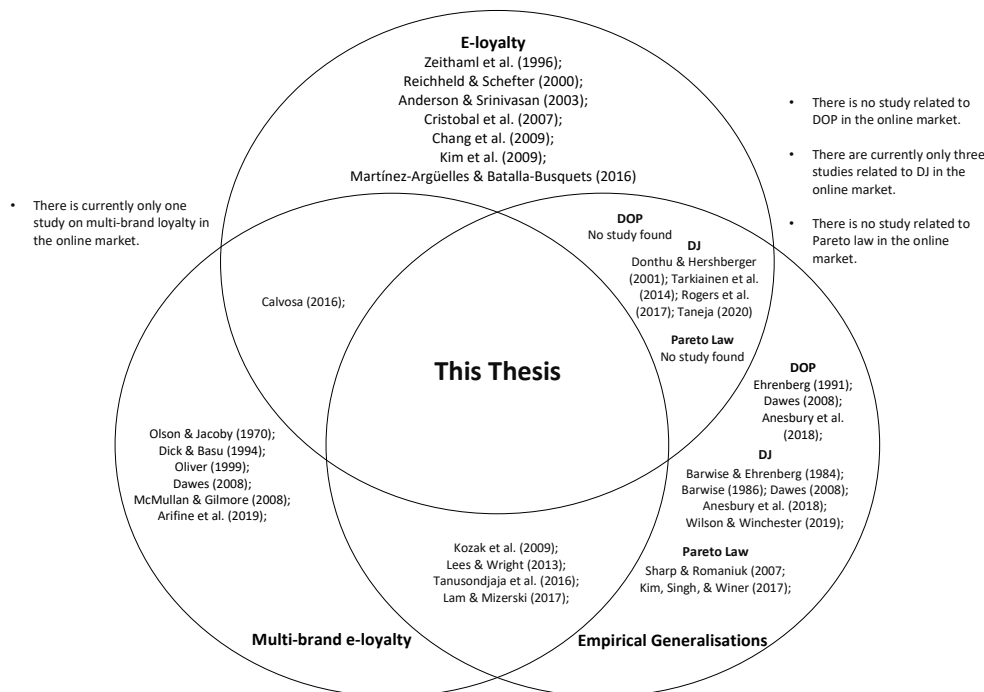 E-loyalty
Zeithaml et al. (1996);
Reichheld & Schefter (2000);
Anderson & Srinivasan (2003);
Cristobal et al. (2007);
Chang et al. (2009);
Kim et al. (2009);
Martínez-Argüelles & Batalla-Busquets (2016)
• There is currently only one
study on multi-brand loyalty in
the online market.
• There is no study related to
DOP in the online market.
• There are currently only three
studies related to DJ in the
online market.
• There is no study related to
Pareto law in the online
market.
DOP
No study found
DJ
Donthu & Hershberger
(2001); Tarkiainen et al.
(2014); Rogers et al.
(2017); Taneja (2020)
Pareto Law
No study found
Calvosa (2016);
This Thesis
Olson & Jacoby (1970);
Dick & Basu (1994);
Oliver (1999);
Dawes (2008);
McMullan & Gilmore (2008);
Arifine et al. (2019);
DOP
Ehrenberg (1991);
Dawes (2008);
Anesbury et al.
(2018);
DJ
Barwise & Ehrenberg (1984);
Barwise (1986); Dawes (2008);
Anesbury et al. (2018);
Wilson & Winchester (2019);
Pareto Law
Sharp & Romaniuk (2007);
Kim, Singh, & Winer (2017);
Kozak et al. (2009);
Lees & Wright (2013);
Tanusondjaja et al. (2016);
Lam & Mizerski (2017);
Multi-brand e-loyalty
Empirical Generalisations